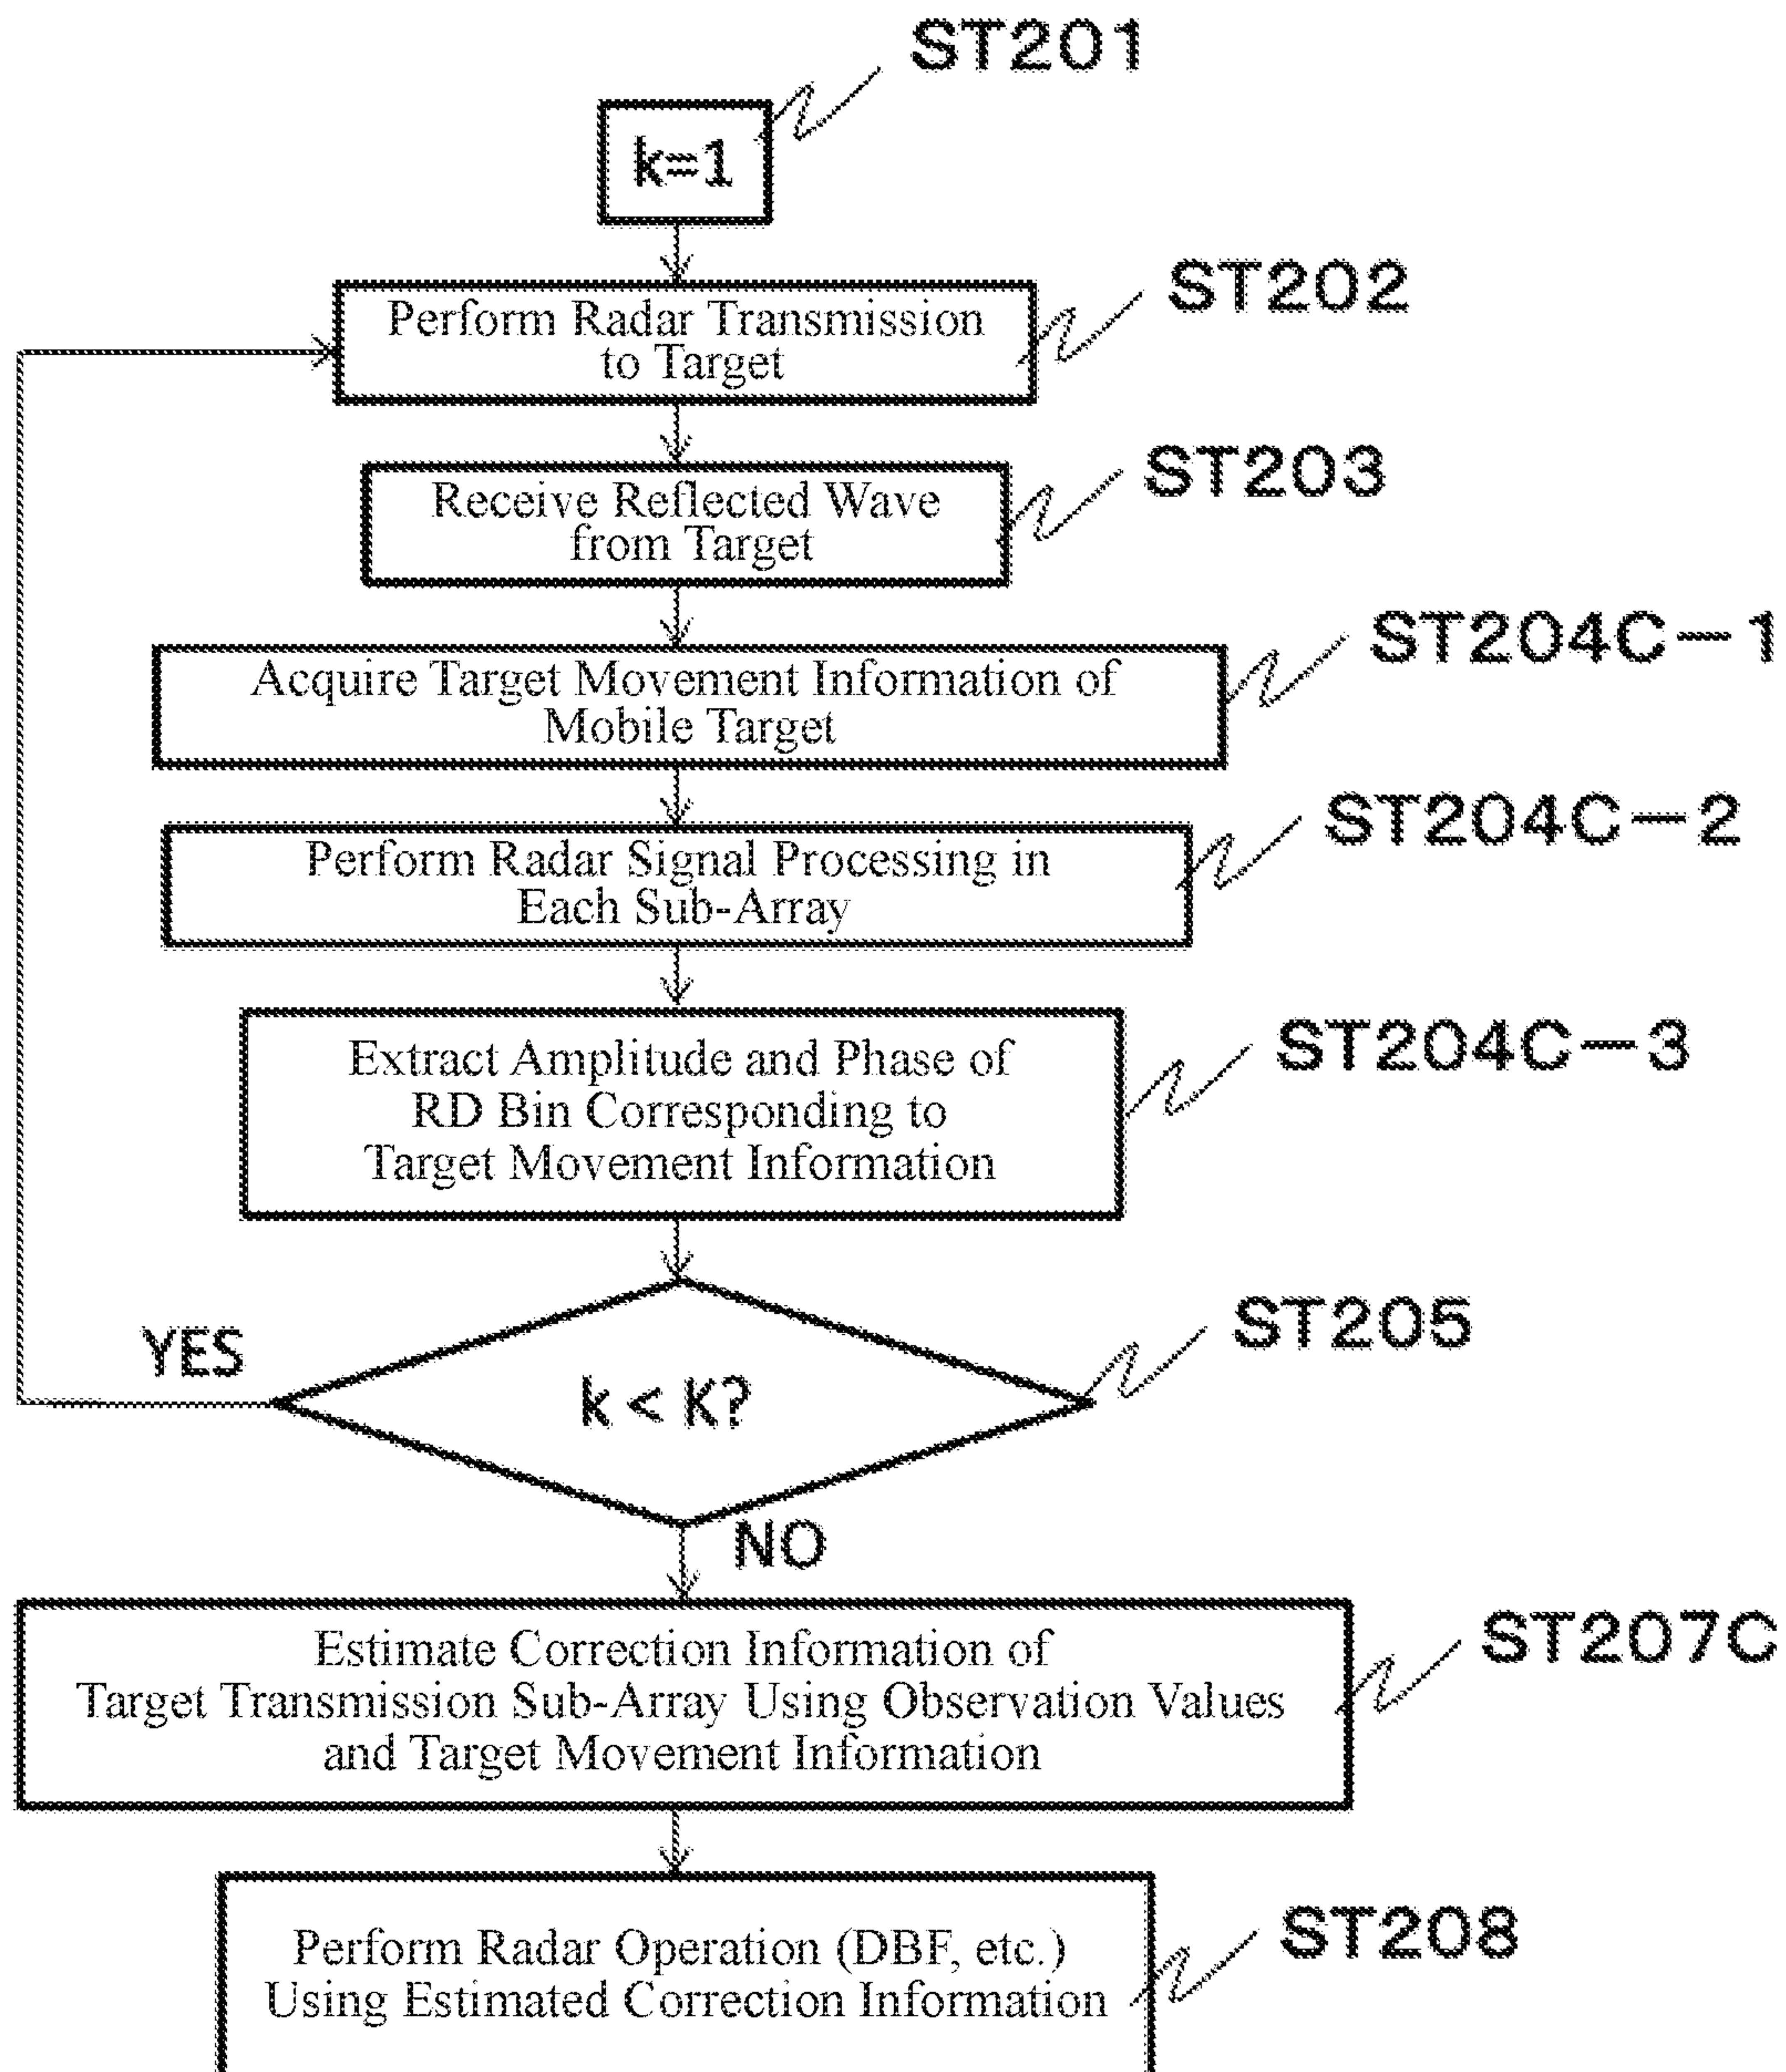 ST201
k=1
ST202
Perform Radar Transmission
to Target
ST203
Receive Reflected Wave
from Target
ST204C-1
Acquire Target Movement Information of
Mobile Target
ST204C-2
Perform Radar Signal Processing in
Each Sub-Array
ST204C-3
Extract Amplitude and Phase of
RD Bin Corresponding to
Target Movement Information
ST205
YES
k < K?
NO
ST207C
Estimate Correction Information of
Target Transmission Sub-Array Using Observation Values
and Target Movement Information
ST208
Perform Radar Operation (DBF, etc.)
Using Estimated Correction Information